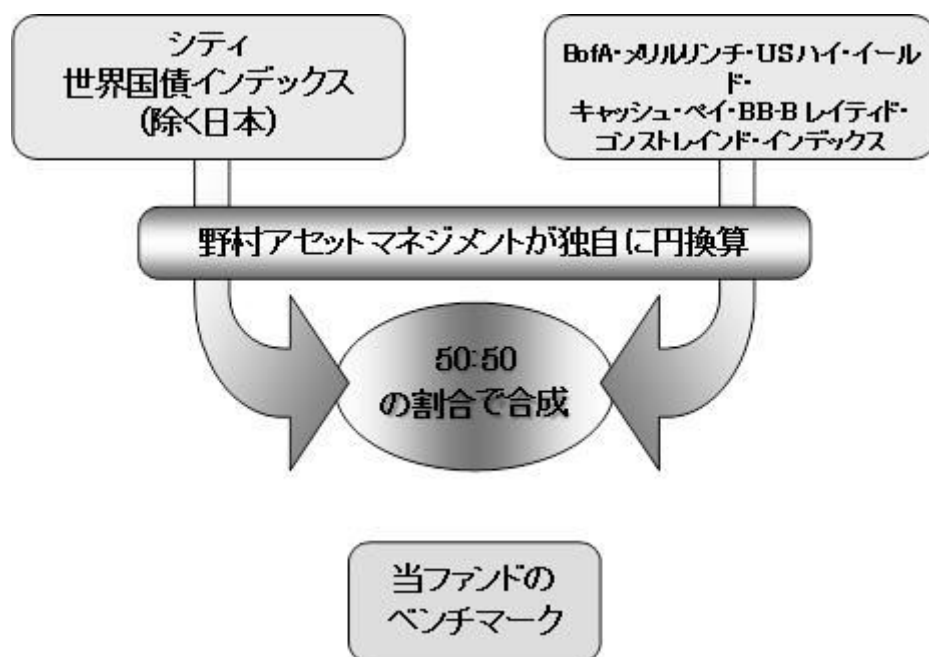 シティ
世界国債インデックス
(除く日本)
BofA・メリルリンチ・USハイ・イール
ド・
キャッシュ・ペイ・BB-Bレイティド・
コンストレインド・インデックス
野村アセットマネジメントが独自に円換算
50:50
の割合で合成
当ファンドの
ベンチマーク